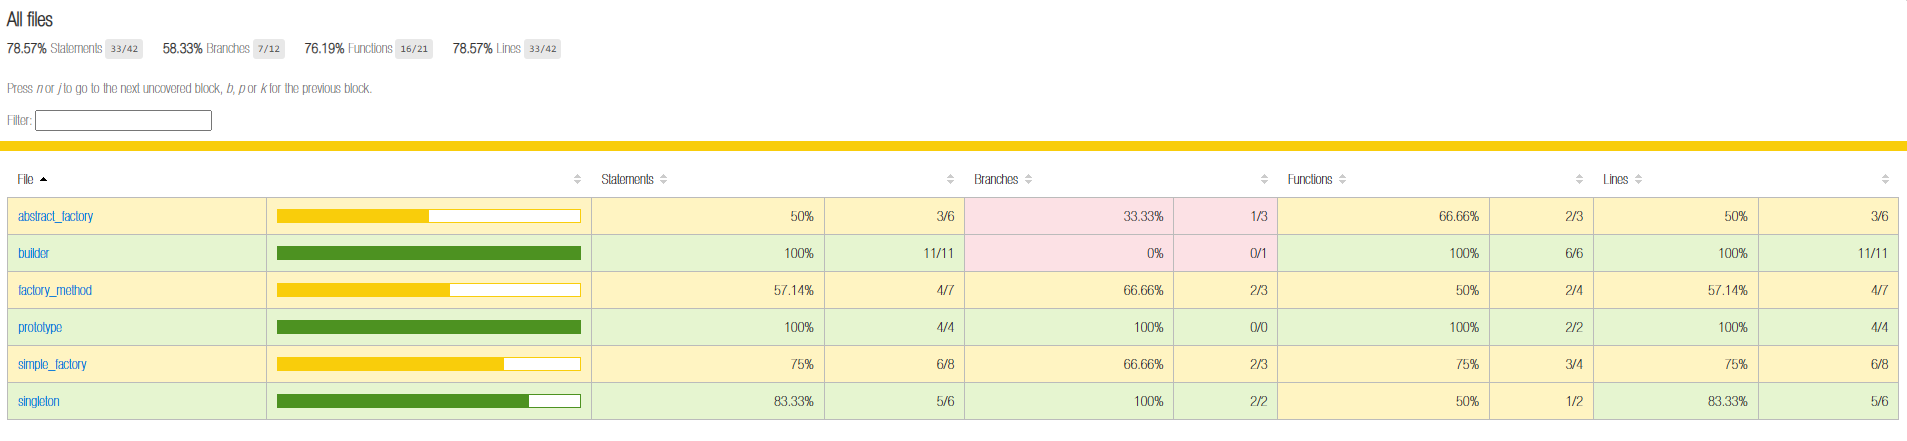 All files
78.57% Statements 33/42 58.33% Branches 7/12 76.19% Functions 16/21 78.57% Lines 33/42
Press n or j to go to the next uncovered block, b, p or k for the previous block.
Filter:
File Statements Branches Functions Lines
abstract_factory 50% 3/6 33.33% 1/3 66.66% 2/3 50% 3/6
builder 100% 11/11 0% 0/1 100% 6/6 100% 11/11
factory_method 57.14% 4/7 66.66% 2/3 50% 2/4 57.14% 4/7
prototype 100% 4/4 100% 0/0 100% 2/2 100% 4/4
simple_factory 75% 6/8 66.66% 2/3 75% 3/4 75% 6/8
singleton 83.33% 5/6 100% 2/2 50% 1/2 83.33% 5/6